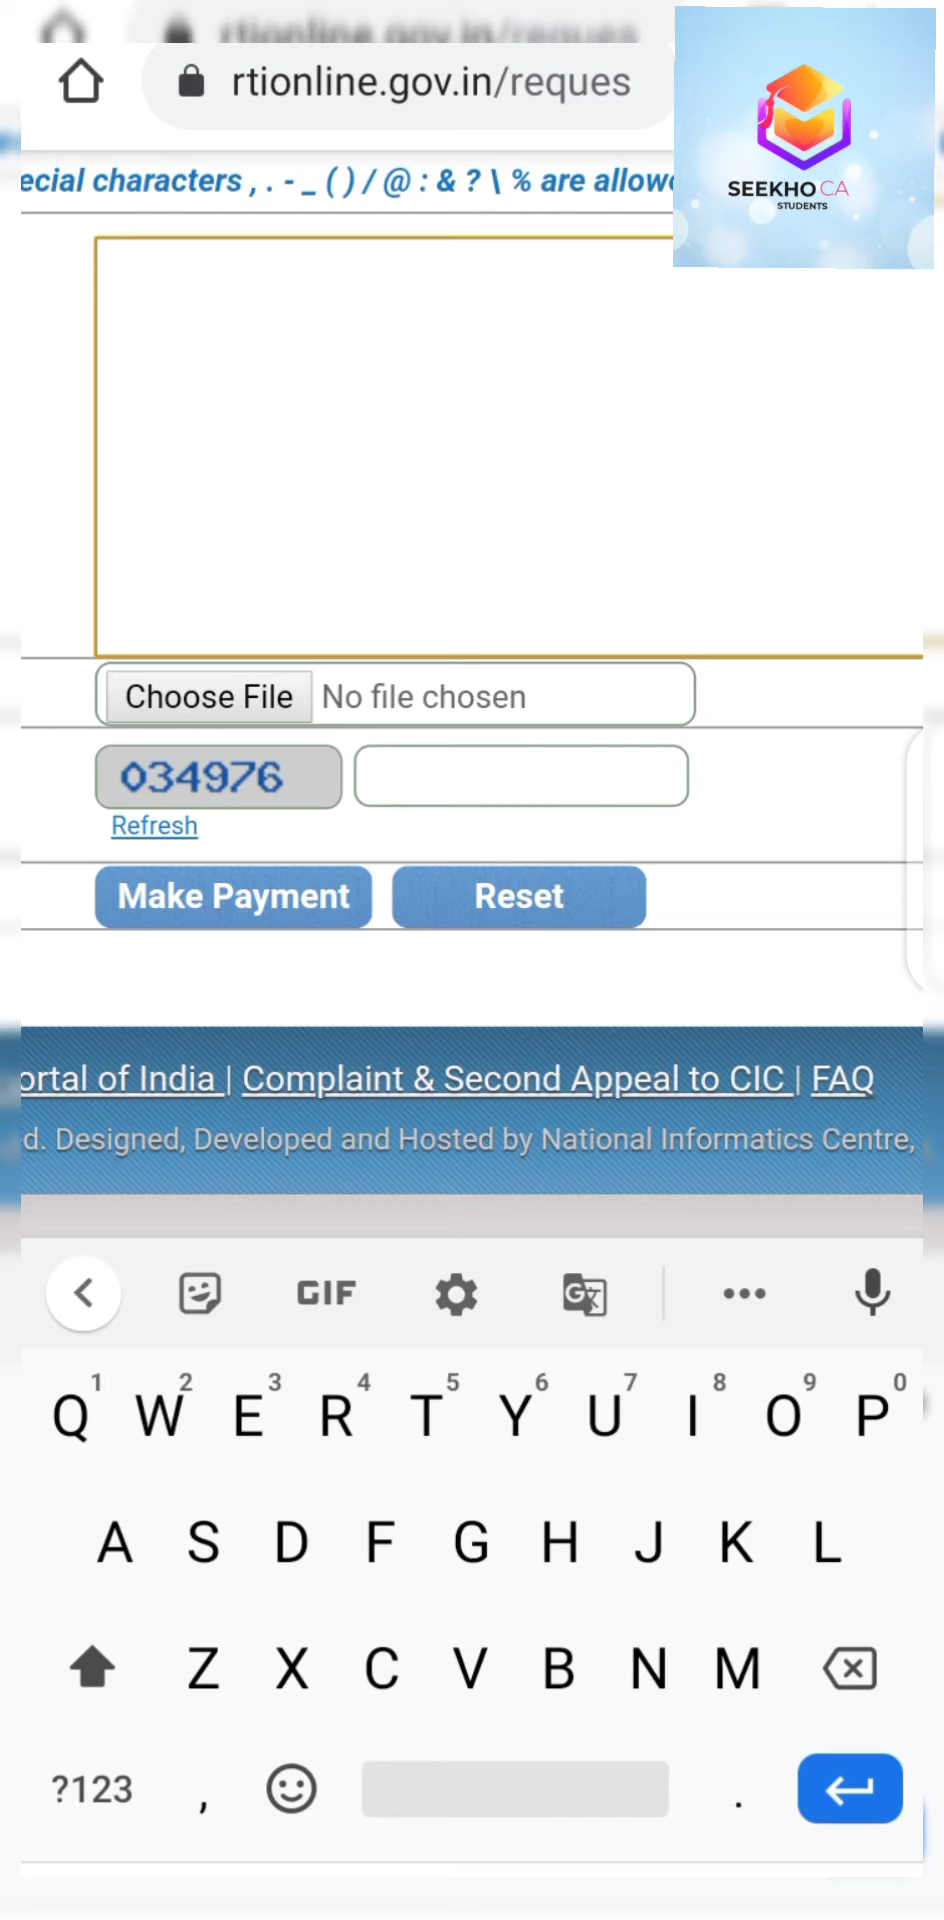 rtionline.gov.in/reques
SEEKHO CA
STUDENTS
ecial characters , . - _ ( ) / @ : & ? \ % are allow
Choose File No file chosen
034976
Refresh
Make Payment Reset
ortal of India | Complaint & Second Appeal to CIC | FAQ
d. Designed, Developed and Hosted by National Informatics Centre,
GIF
1 2 3 4 5 6 7 8 9 0
Q W E R T Y U I O P
A S D F G H J K L
Z X C V B N M
?123 , .